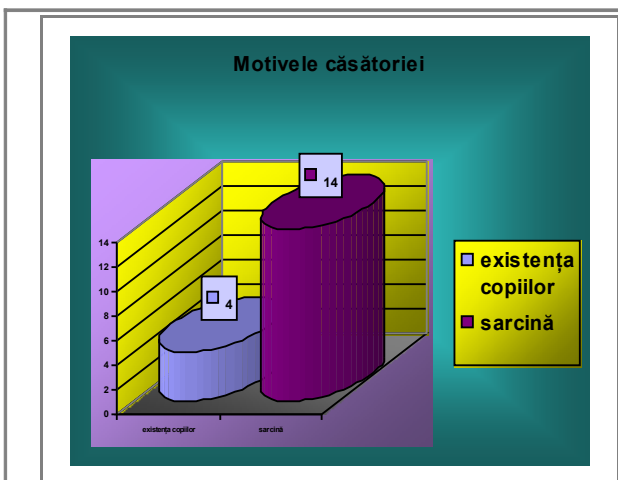 Motivele căsătoriei
14
4
14
12
10
8
6
4
2
0
existența copiilor
sarcină
existența
copiilor
sarcină